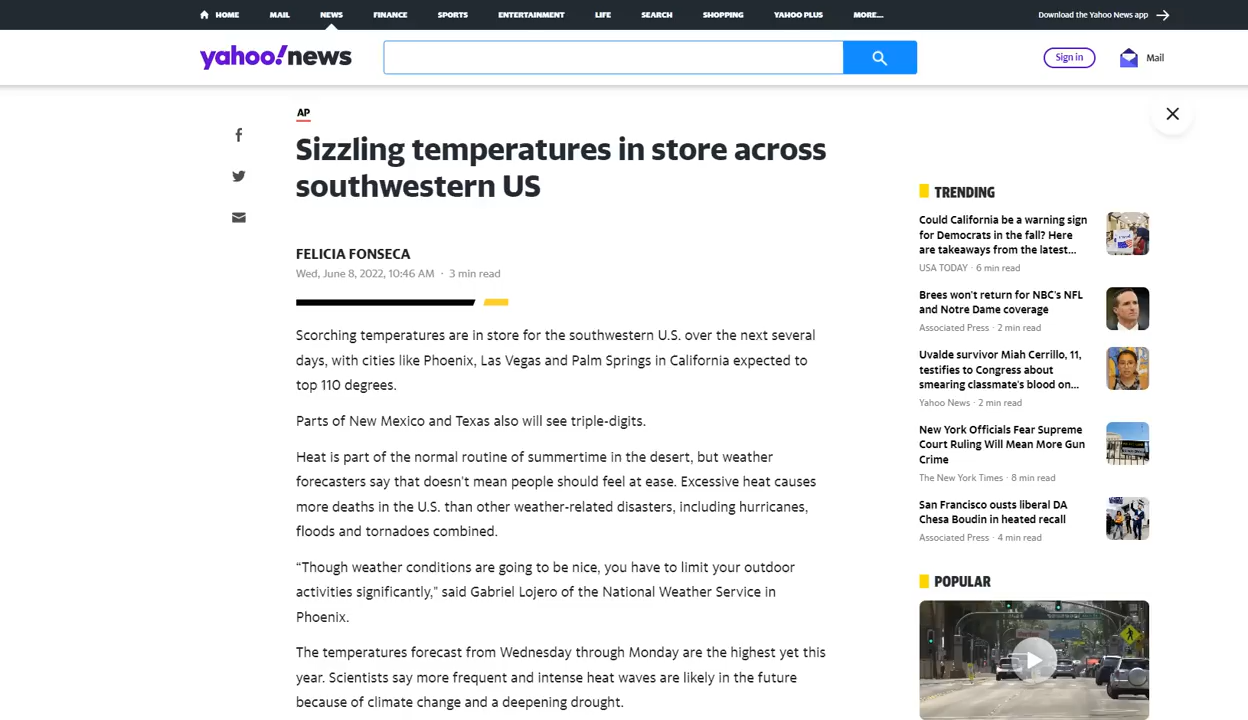 HOME MAIL NEWS FINANCE SPORTS ENTERTAINMENT LIFE SEARCH SHOPPING YAHOO PLUS MORE... Download the Yahoo News app
yahoo!news
Sign in
Mail
AP
Sizzling temperatures in store across
southwestern US
FELICIA FONSECA
Wed, June 8, 2022, 10:46 AM · 3 min read
Scorching temperatures are in store for the southwestern U.S. over the next several
days, with cities like Phoenix, Las Vegas and Palm Springs in California expected to
top 110 degrees.
Parts of New Mexico and Texas also will see triple-digits.
Heat is part of the normal routine of summertime in the desert, but weather
forecasters say that doesn't mean people should feel at ease. Excessive heat causes
more deaths in the U.S. than other weather-related disasters, including hurricanes,
floods and tornadoes combined.
“Though weather conditions are going to be nice, you have to limit your outdoor
activities significantly,” said Gabriel Lojero of the National Weather Service in
Phoenix.
The temperatures forecast from Wednesday through Monday are the highest yet this
year. Scientists say more frequent and intense heat waves are likely in the future
because of climate change and a deepening drought.
TRENDING
Could California be a warning sign
for Democrats in the fall? Here
are takeaways from the latest...
USA TODAY · 6 min read
Brees won't return for NBC's NFL
and Notre Dame coverage
Associated Press · 2 min read
Uvalde survivor Miah Cerrillo, 11,
testifies to Congress about
smearing classmate's blood on...
Yahoo News · 2 min read
New York Officials Fear Supreme
Court Ruling Will Mean More Gun
Crime
The New York Times · 8 min read
San Francisco ousts liberal DA
Chesa Boudin in heated recall
Associated Press · 4 min read
POPULAR